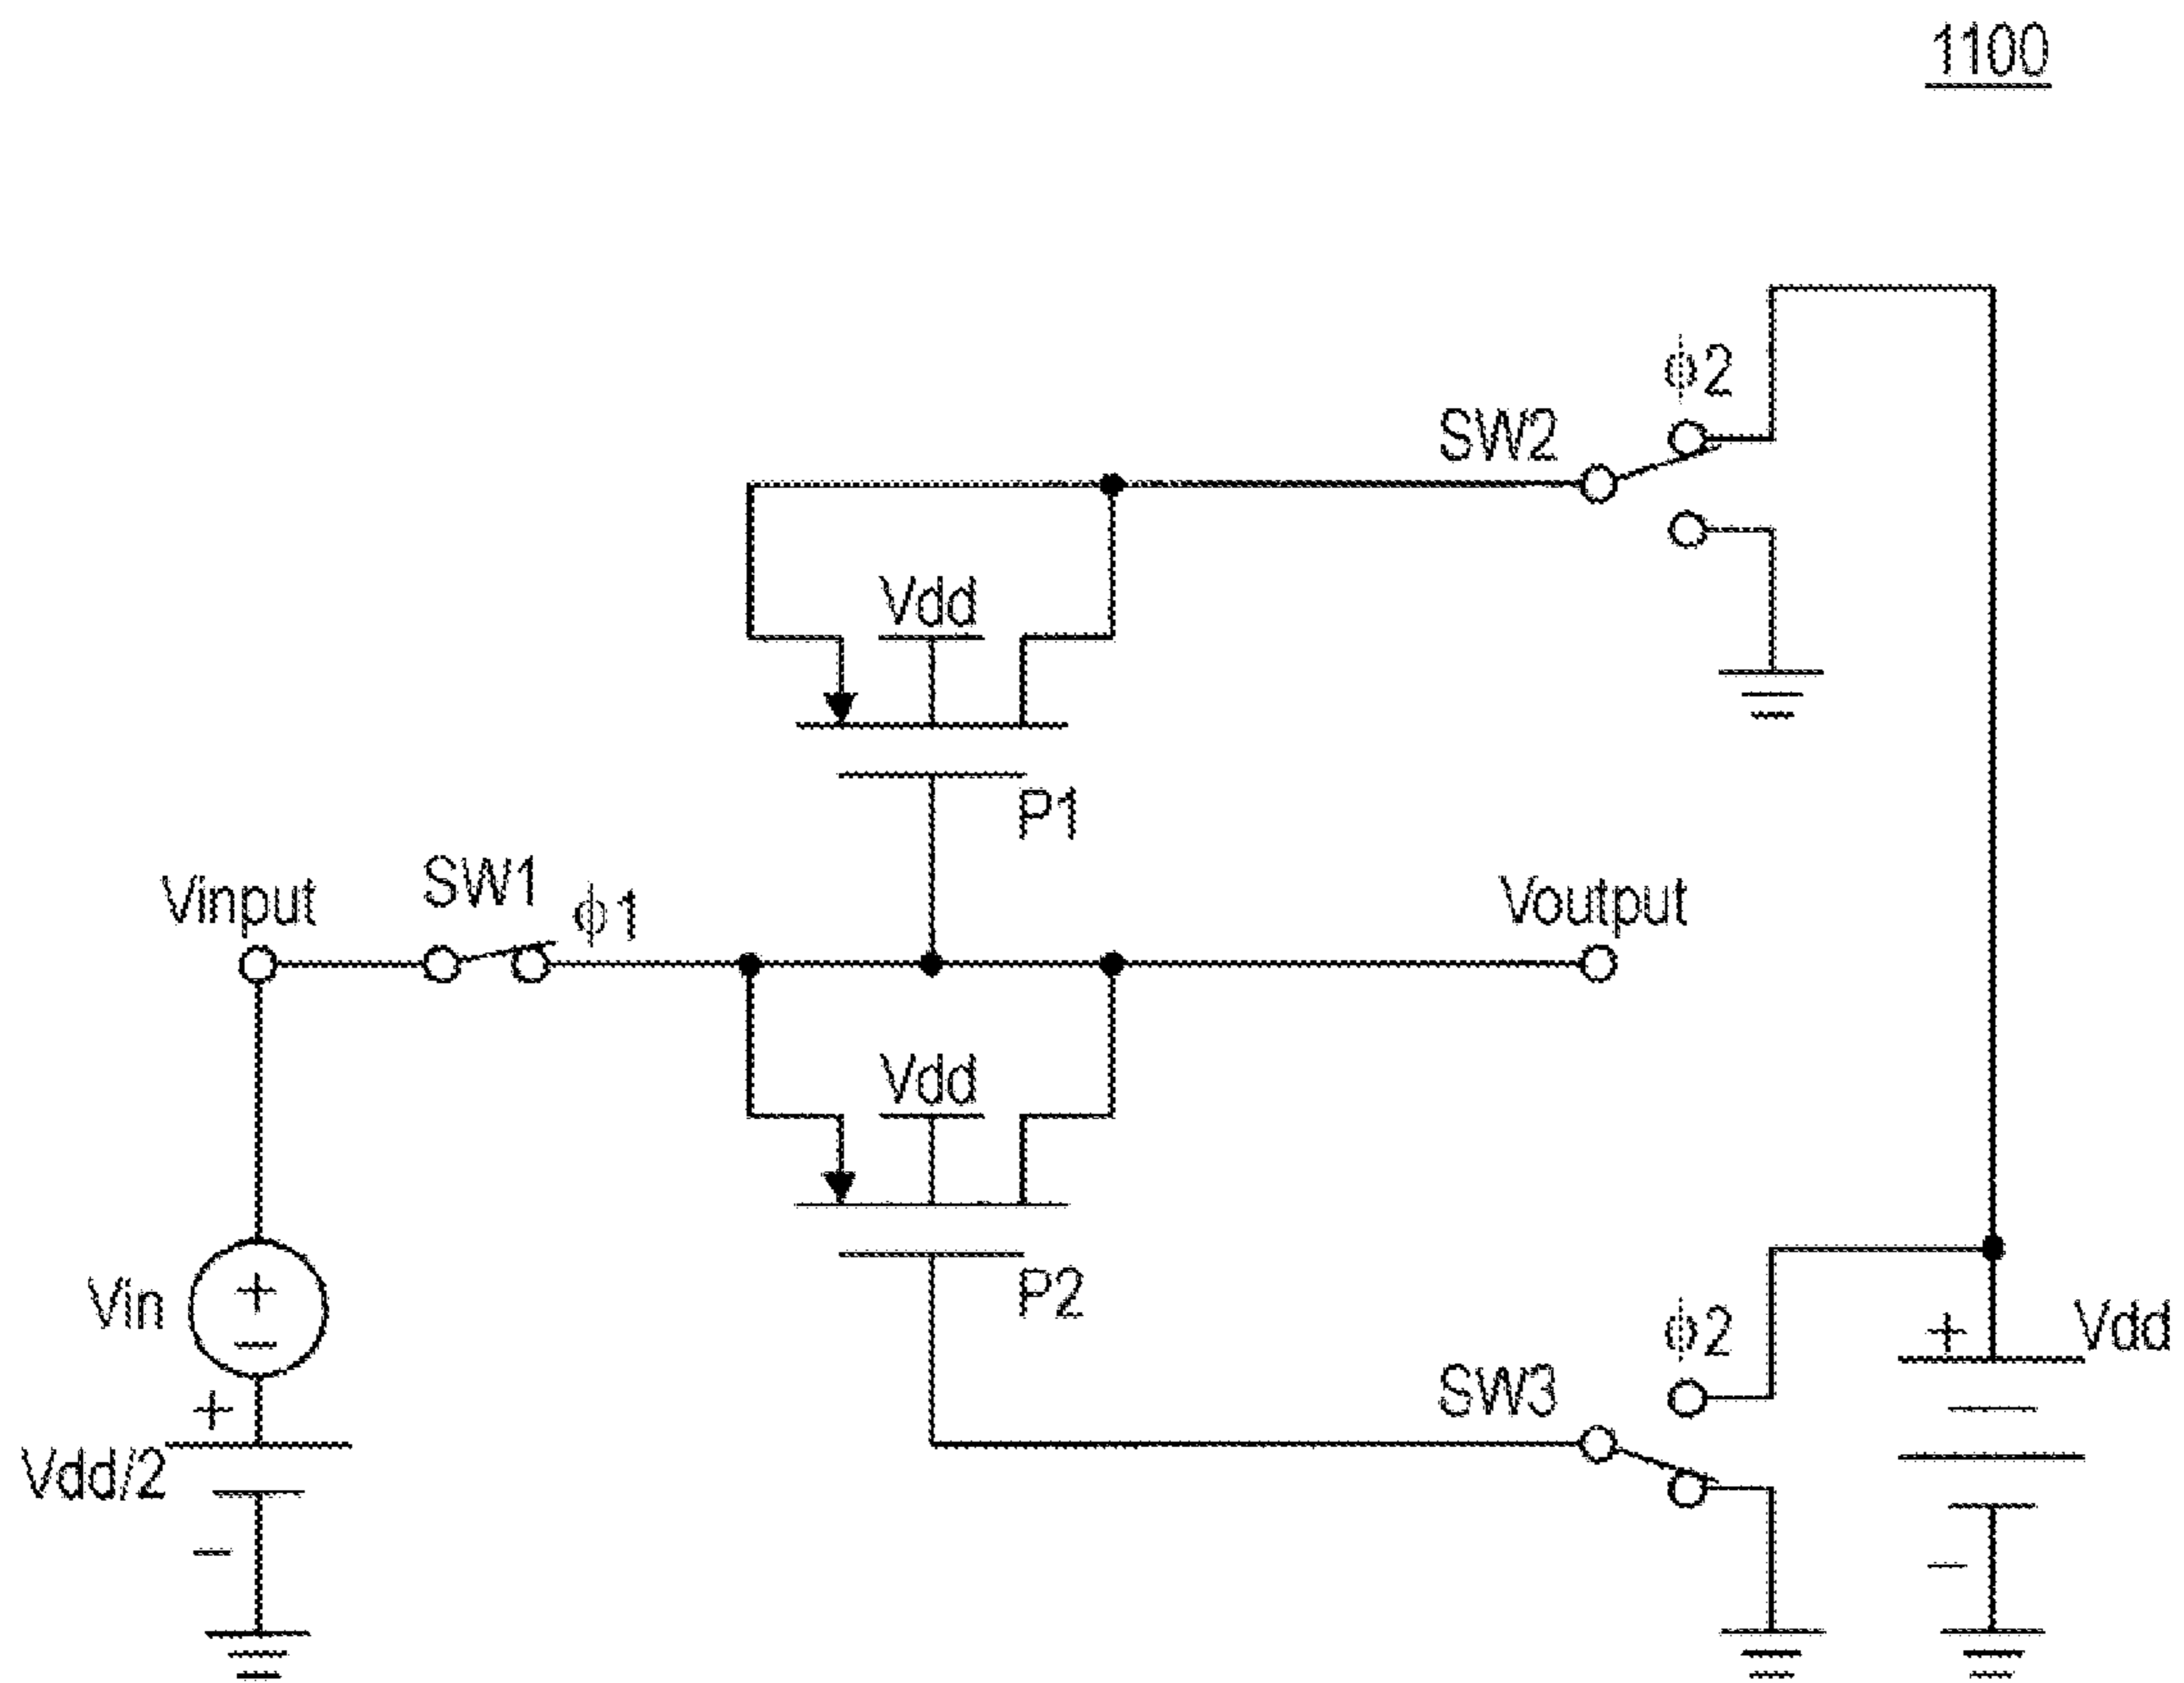 1100
ϕ2
SW2
Vdd
P1
Vinput
SW1
ϕ1
Voutput
Vdd
P2
Vin
+
−
ϕ2
+
Vdd
SW3
+
Vdd/2
−
−